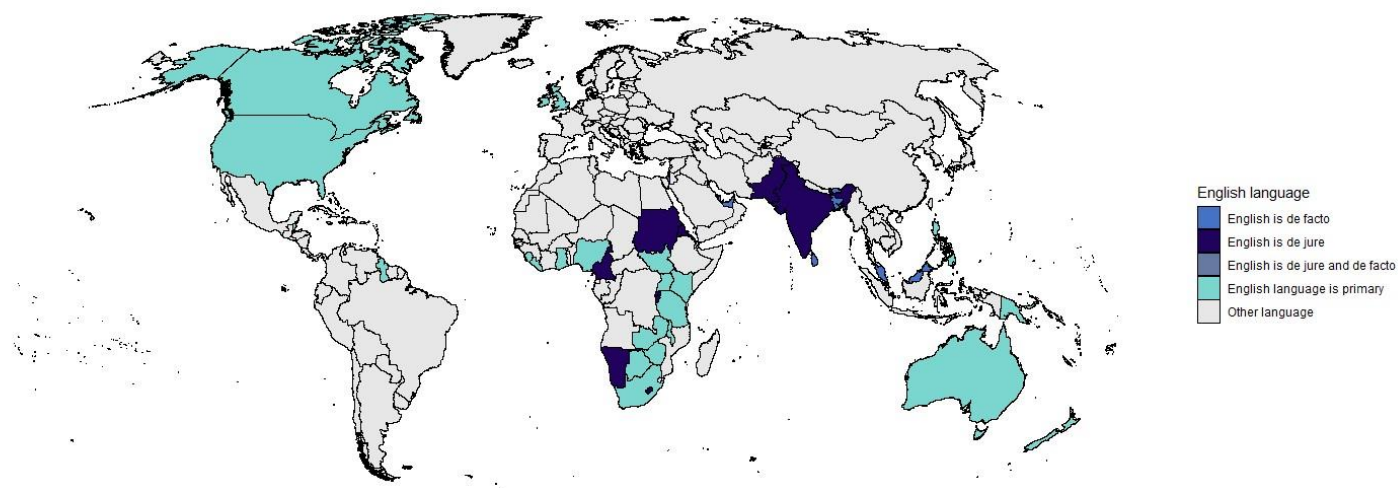 English language
English is de facto
English is de jure
English is de jure and de facto
English language is primary
Other language